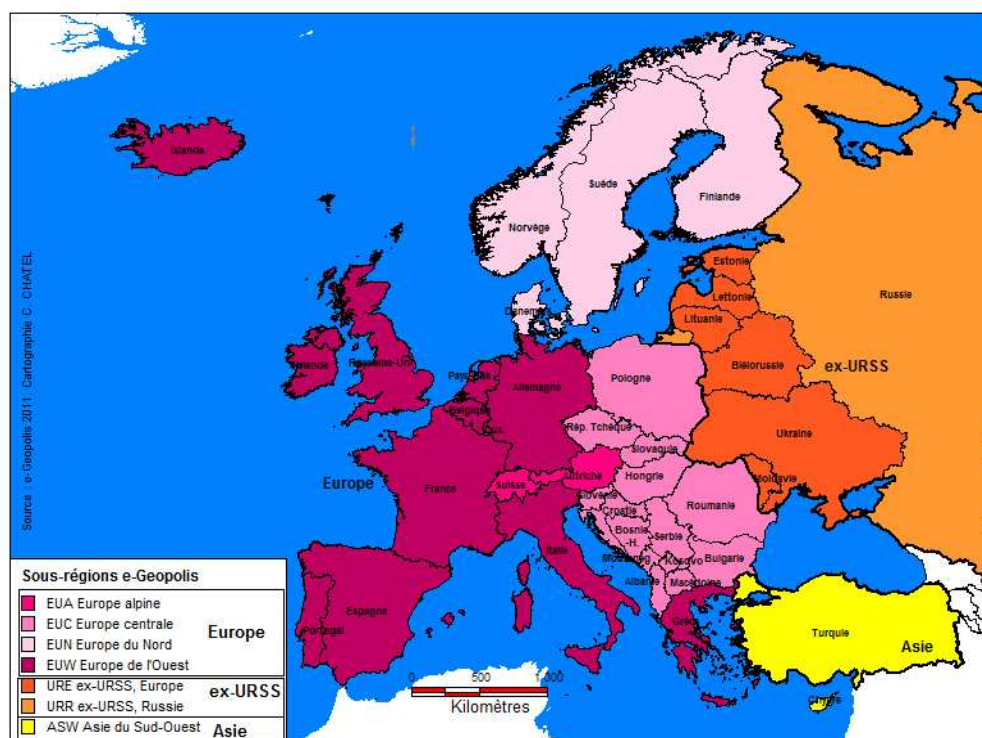 Islande
Suède
Finlande
Norvège
Estonie
Lettonie
Russie
Danemark
Lituanie
Irlande
Royaume-Uni
Biélorussie
ex-URSS
Pays-Bas
Allemagne
Pologne
Belgique
Lux.
Rép. Tchèque
Ukraine
Slovaquie
Moldavie
Europe
France
Suisse
Autriche
Hongrie
Slovénie
Croatie
Roumanie
Bosnie
-H.
Serbie
Italie
Monténég
Kosovo
Bulgarie
Albanie
Macédoine
Espagne
Portugal
Grèce
Turquie
Asie
Chypre
0 500 1 000
Kilomètres
Source : e-Geopolis 2011. Cartographie C. CHATEL
Sous-régions e-Geopolis
EUA Europe alpine
EUC Europe centrale
EUN Europe du Nord
EUW Europe de l'Ouest
Europe
URE ex-URSS, Europe
URR ex-URSS, Russie
ex-URSS
ASW Asie du Sud-Ouest
Asie